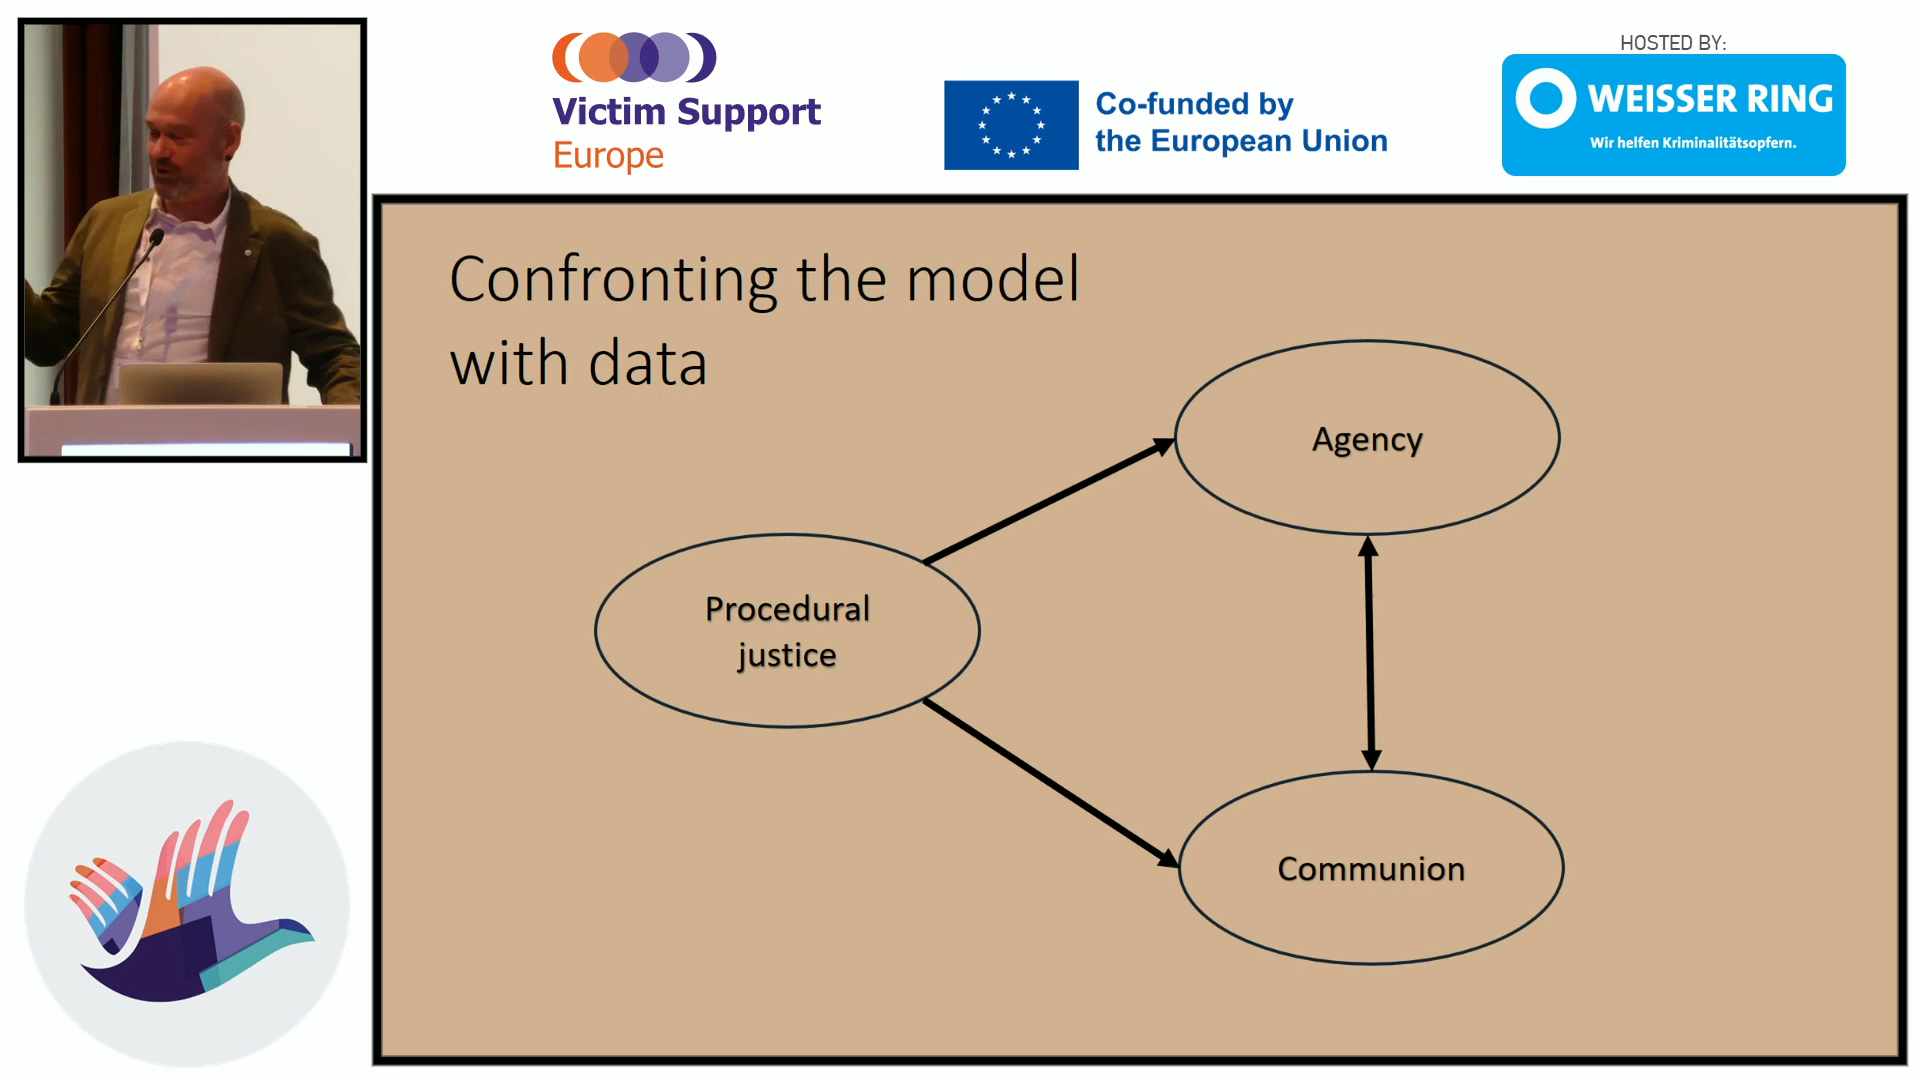 Victim Support
Europe
Co-funded by
the European Union
HOSTED BY:
WEISSER RING
Wir helfen Kriminalitätsopfern.
Confronting the model
with data
Agency
Procedural
justice
Communion